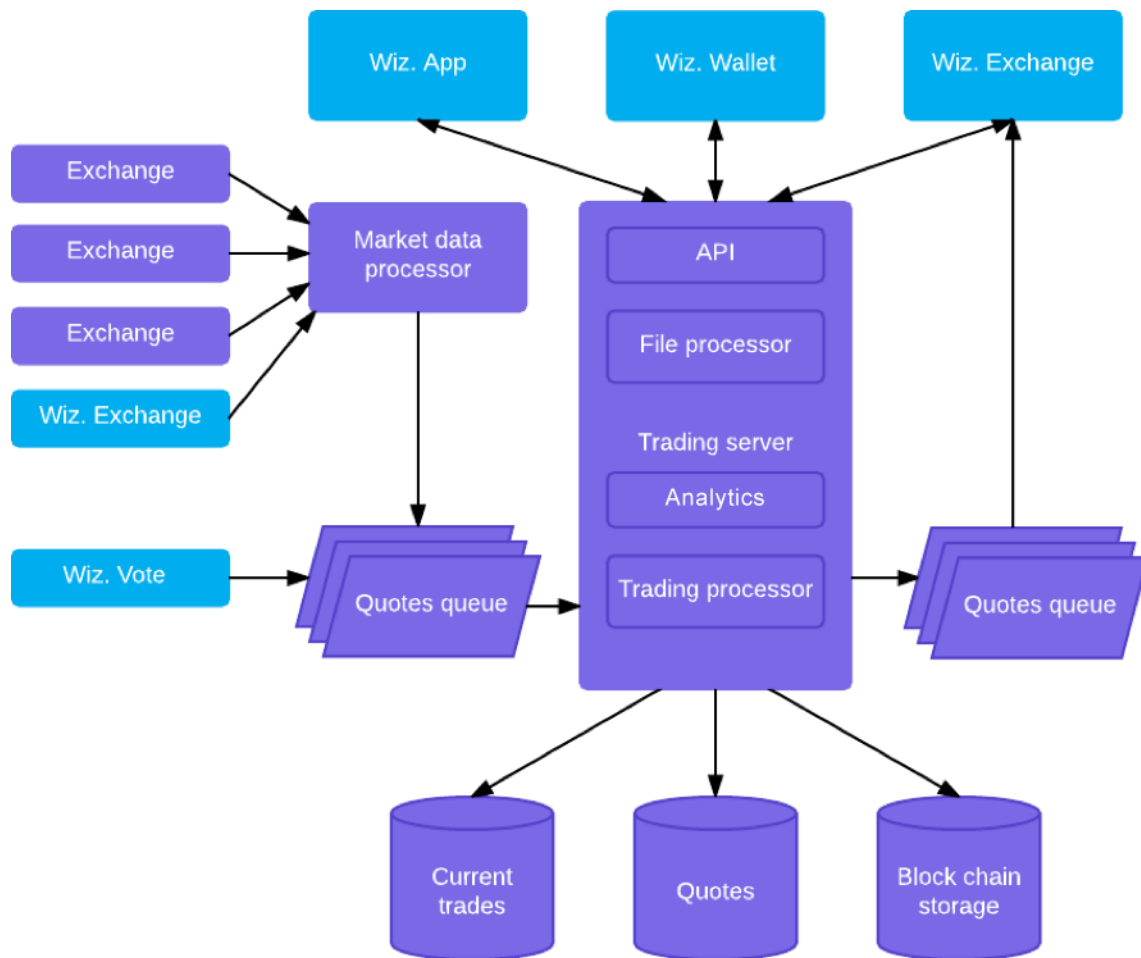 Wiz. App
Wiz. Wallet
Wiz. Exchange
Exchange
Exchange
Exchange
Wiz. Exchange
Market data
processor
API
File processor
Trading server
Analytics
Trading processor
Wiz. Vote
Quotes queue
Quotes queue
Current
trades
Quotes
Block chain
storage